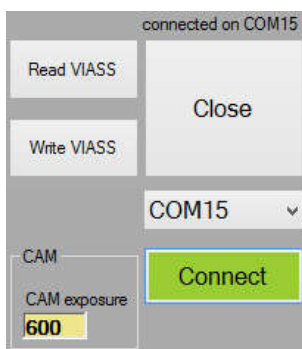 connected on COM15
Read VIASS
Close
Write VIASS
COM15
CAM
Connect
CAM exposure
600